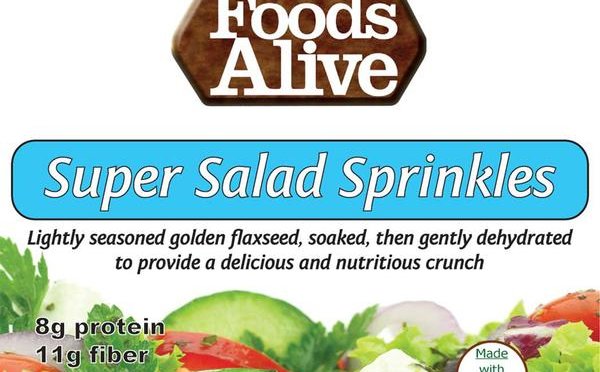 Foods
Alive
Super Salad Sprinkles
Lightly seasoned golden flaxseed, soaked, then gently dehydrated
to provide a delicious and nutritious crunch
8g protein
11g fiber
Made
with